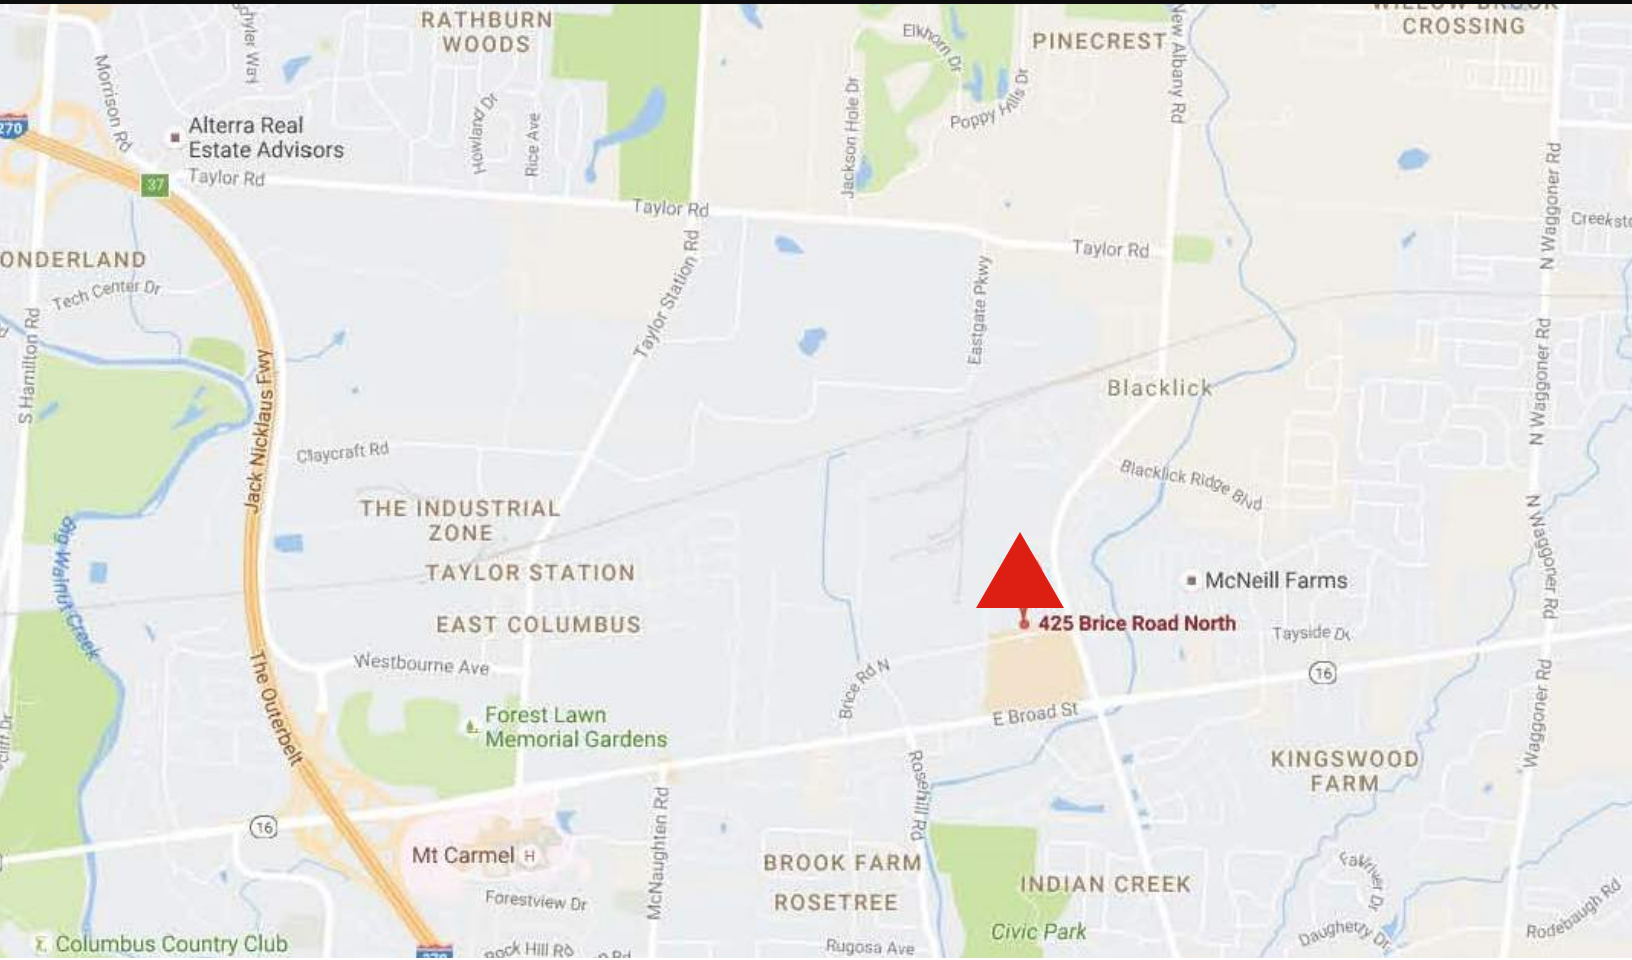 RATHBURN
WOODS
PINECREST
CROSSING
Elkhorn Dr
New Albany Rd
Morrison Rd
270
Alterra Real
Estate Advisors
Howland Dr
Rice Ave
Jackson Hole Dr
Poppy Hills Dr
37
Taylor Rd
Taylor Rd
Taylor Rd
N Waggoner Rd
ONDERLAND
Tech Center Dr
S Hamilton Rd
Taylor Station Rd
Taylor Station Rd
Eastgate Pkwy
Blacklick
N Waggoner Rd
Jack Nicklaus Fwy
Claycraft Rd
Blacklick Ridge Blvd
THE INDUSTRIAL
ZONE
TAYLOR STATION
EAST COLUMBUS
Big Walnut Creek
McNeill Farms
N Waggoner Rd
425 Brice Road North
Tayside Dr
16
Westbourne Ave
Brice Rd N
The Outerbelt
E Broad St
Forest Lawn
Memorial Gardens
Waggoner Rd
KINGSWOOD
FARM
Rosehill Rd
McNaughten Rd
16
Mt Carmel H
BROOK FARM
ROSETREE
INDIAN CREEK
Forestview Dr
Civic Park
Daugherty Dr
Rodebaugh Rd
Columbus Country Club
Rugosa Ave